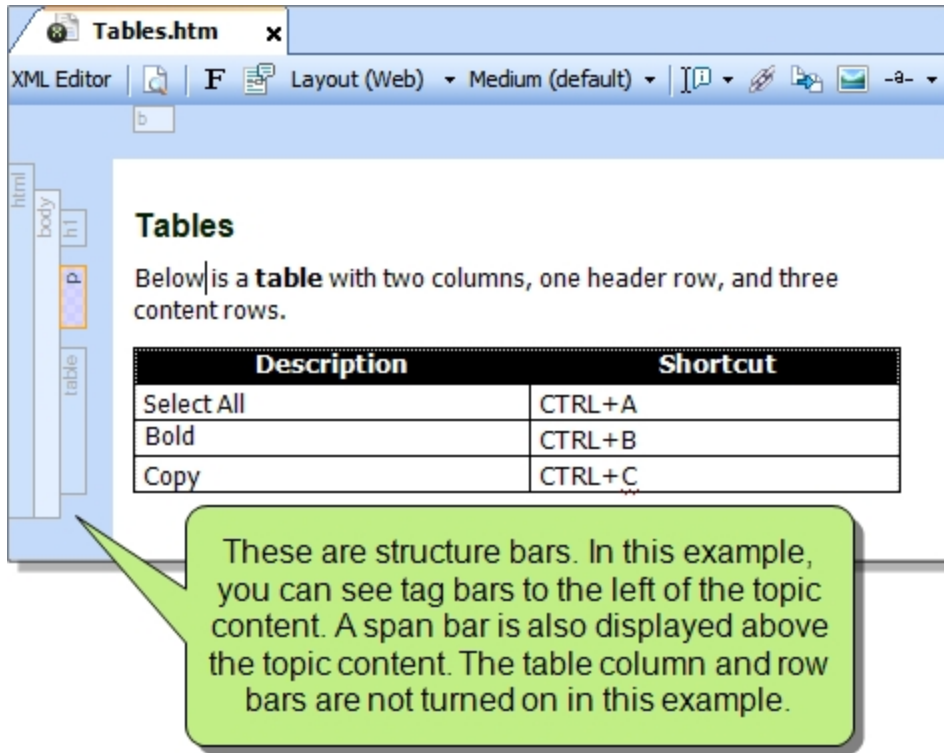 Tables.htm x
XML Editor F Layout (Web) Medium (default) -a-
b
html
body
h1
p
table
Tables
Below is a table with two columns, one header row, and three
content rows.
Description Shortcut
Select All CTRL+A
Bold CTRL+B
Copy CTRL+C
These are structure bars. In this example,
you can see tag bars to the left of the topic
content. A span bar is also displayed above
the topic content. The table column and row
bars are not turned on in this example.